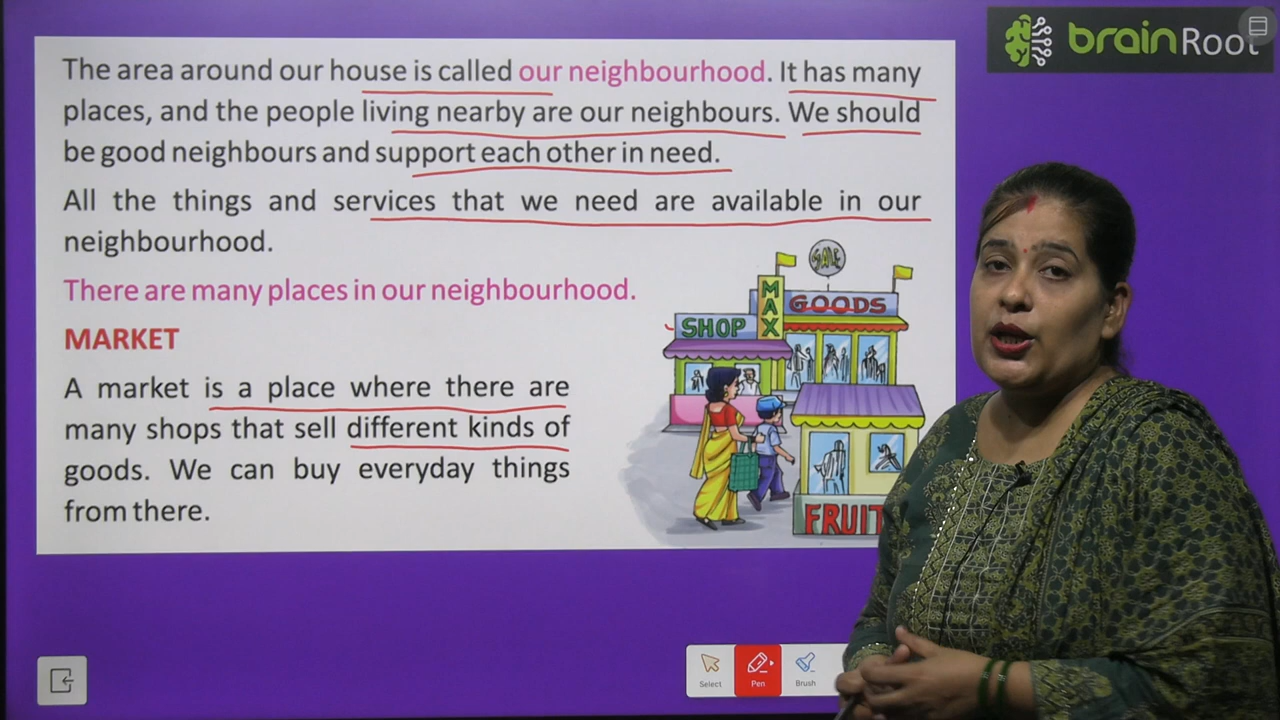 brainRoot
The area around our house is called our neighbourhood. It has many
places, and the people living nearby are our neighbours. We should
be good neighbours and support each other in need.
All the things and services that we need are available in our
neighbourhood.
There are many places in our neighbourhood.
MARKET
A market is a place where there are
many shops that sell different kinds of
goods. We can buy everyday things
from there.
SALE
MAX
GOODS
SHOP
FRUIT
Select
Pen
Brush